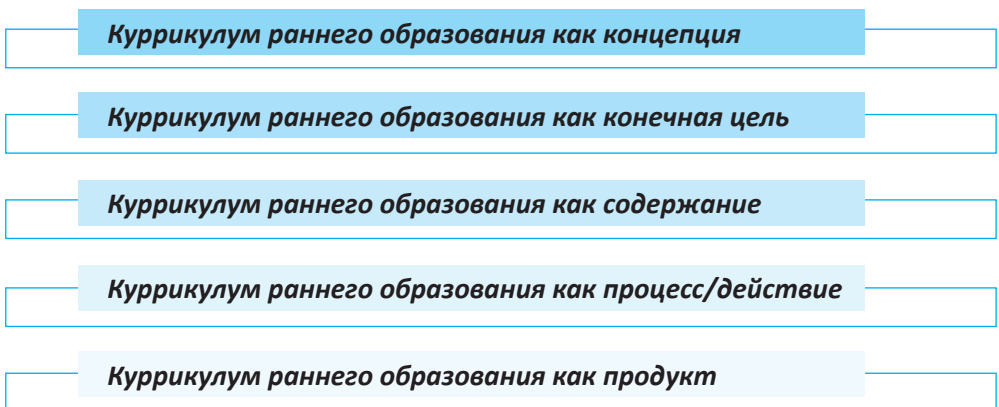 Куррикулум раннего образования как концепция
Куррикулум раннего образования как конечная цель
Куррикулум раннего образования как содержание
Куррикулум раннего образования как процесс/действие
Куррикулум раннего образования как продукт